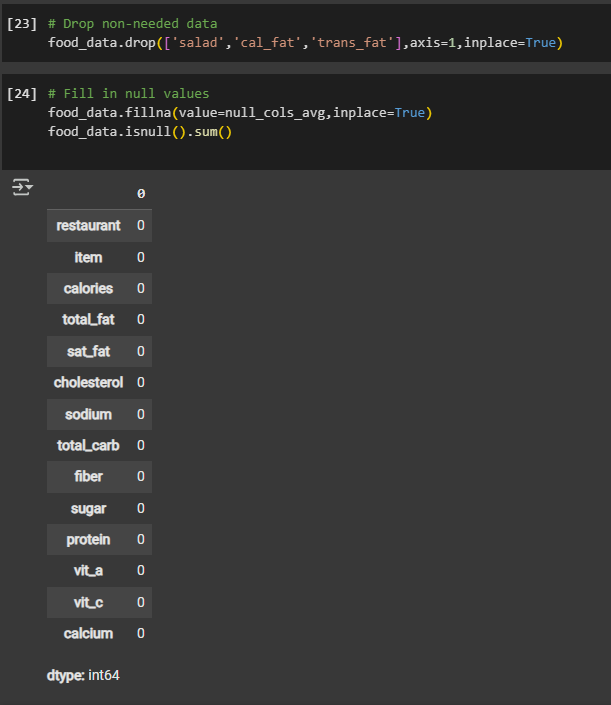 [23] # Drop non-needed data
food_data.drop(['salad','cal_fat','trans_fat'],axis=1,inplace=True)
[24] # Fill in null values
food_data.fillna(value=null_cols_avg,inplace=True)
food_data.isnull().sum()
0
restaurant 0
item 0
calories 0
total_fat 0
sat_fat 0
cholesterol 0
sodium 0
total_carb 0
fiber 0
sugar 0
protein 0
vit_a 0
vit_c 0
calcium 0
dtype: int64